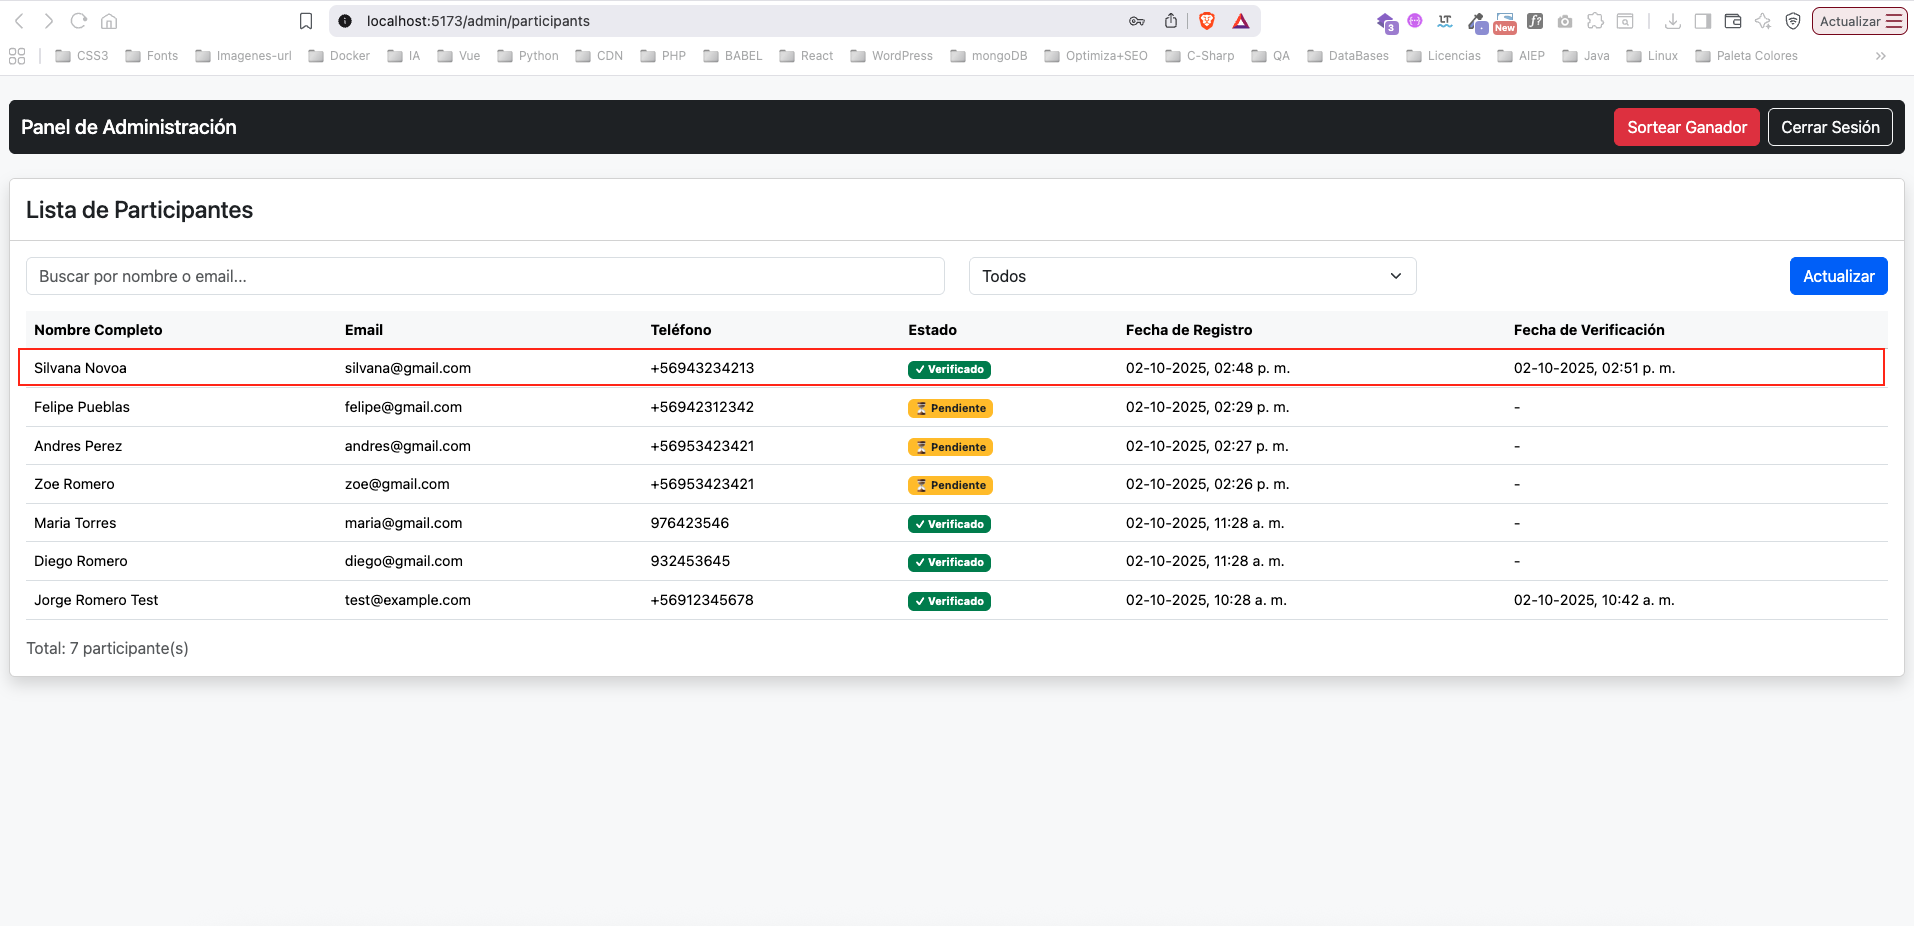 localhost:5173/admin/participants
3
LT
New
f?
Actualizar
CSS3 Fonts Imagenes-url Docker IA Vue Python CDN PHP BABEL React WordPress mongoDB Optimiza+SEO C-Sharp QA DataBases Licencias AIEP Java Linux Paleta Colores
Panel de Administración Sortear Ganador Cerrar Sesión
Lista de Participantes
Buscar por nombre o email... Todos Actualizar
Nombre Completo Email Teléfono Estado Fecha de Registro Fecha de Verificación
Silvana Novoa silvana@gmail.com +56943234213 ✓ Verificado 02-10-2025, 02:48 p. m. 02-10-2025, 02:51 p. m.
Felipe Pueblas felipe@gmail.com +56942312342 ⏳ Pendiente 02-10-2025, 02:29 p. m. -
Andres Perez andres@gmail.com +56953423421 ⏳ Pendiente 02-10-2025, 02:27 p. m. -
Zoe Romero zoe@gmail.com +56953423421 ⏳ Pendiente 02-10-2025, 02:26 p. m. -
Maria Torres maria@gmail.com 976423546 ✓ Verificado 02-10-2025, 11:28 a. m. -
Diego Romero diego@gmail.com 932453645 ✓ Verificado 02-10-2025, 11:28 a. m. -
Jorge Romero Test test@example.com +56912345678 ✓ Verificado 02-10-2025, 10:28 a. m. 02-10-2025, 10:42 a. m.
Total: 7 participante(s)